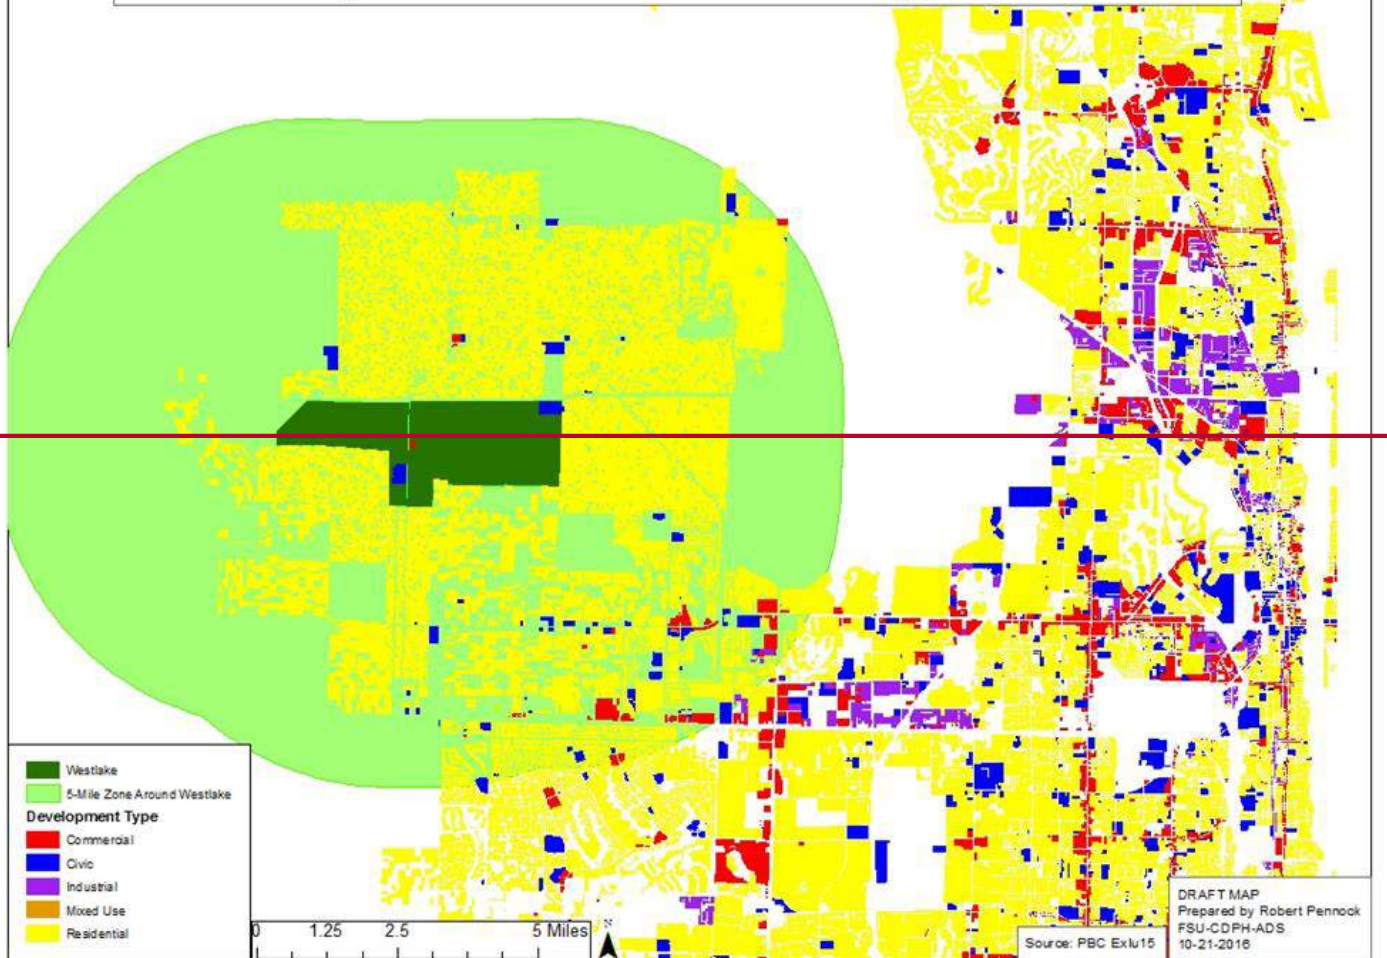 Westlake
5-Mile Zone Around Westlake
Development Type
Commercial
Civic
Industrial
Mixed Use
Residential
0 1.25 2.5 5 Miles
N
Source: PBC Exlu15
DRAFT MAP
Prepared by Robert Pennock
FSU-CDPH-ADS
10-21-2016